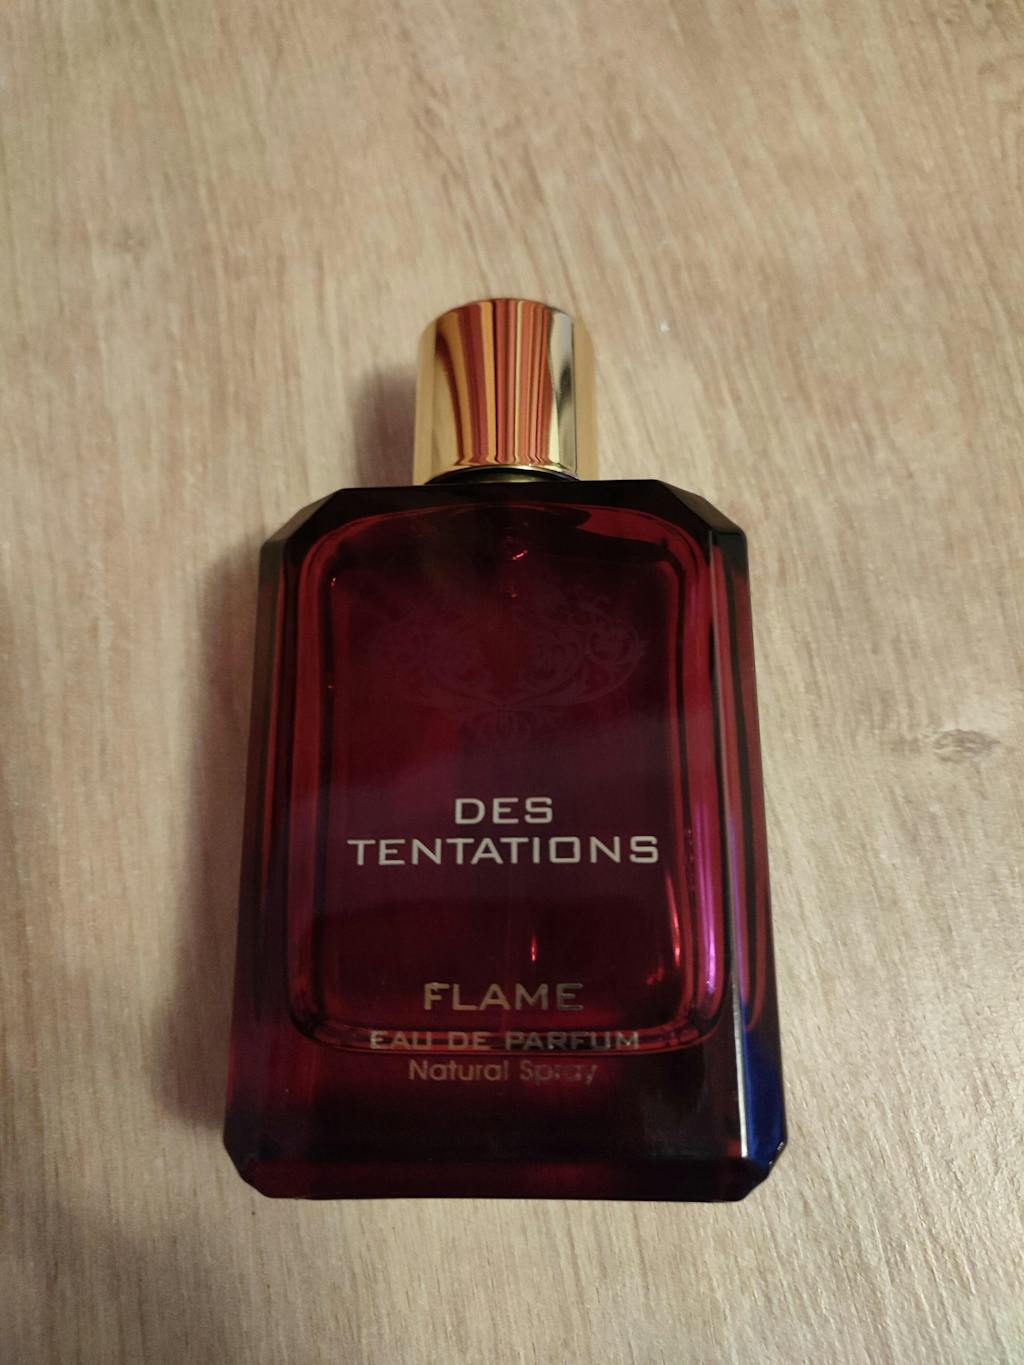 DES
TENTATIONS
FLAME
EAU DE PARFUM
Natural Spray